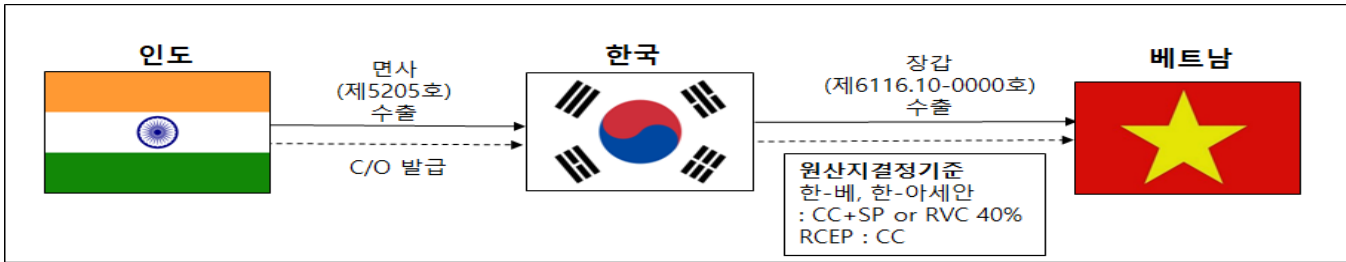 인도
면사
(제5205호)
수출
C/O 발급
한국
장갑
(제6116.10-0000호)
수출
원산지결정기준
한-베, 한-아세안
: CC+SP or RVC 40%
RCEP : CC
베트남